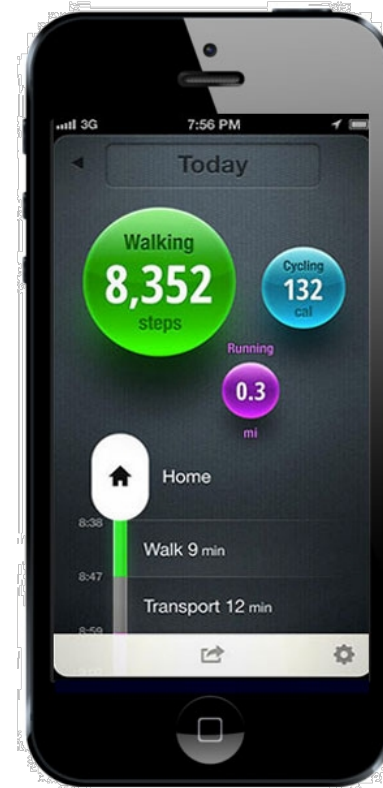 3G 7:56 PM
Today
Walking
8,352
steps
Cycling
132
cal
Running
0.3
mi
Home
8:38
Walk 9 min
8:47
Transport 12 min
8:59